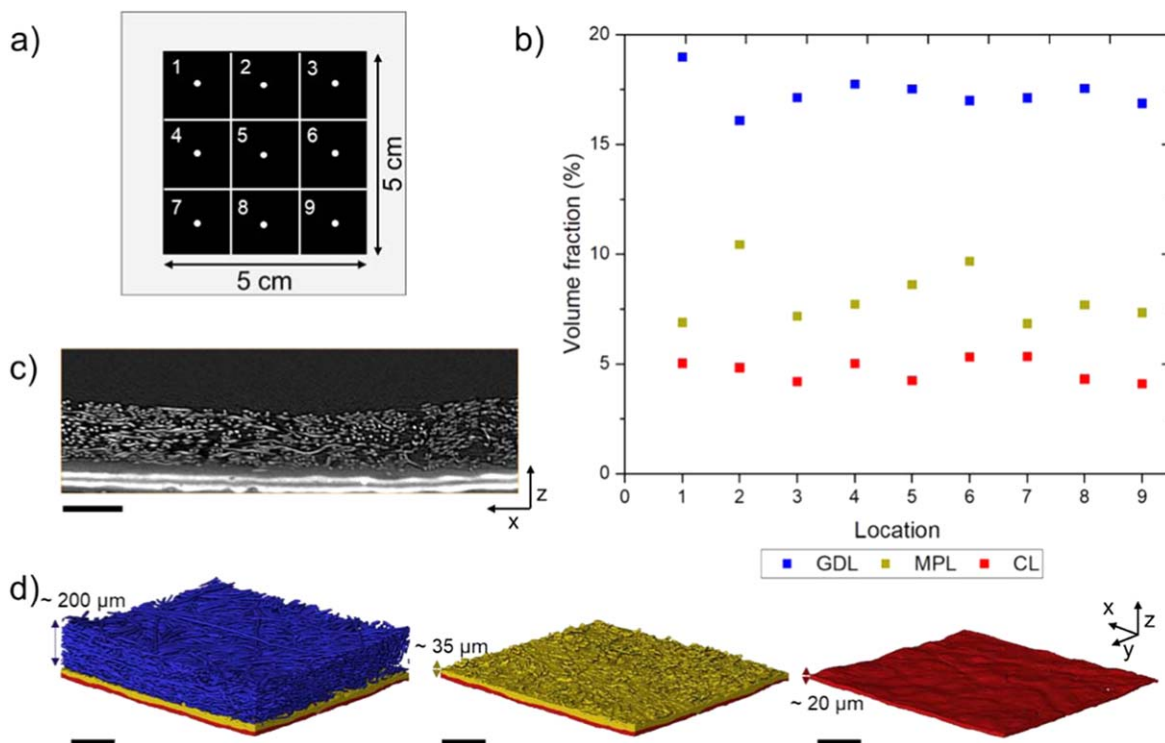 a)
1 2 3
4 5 6
7 8 9
5 cm
5 cm
b)
20
15
10
5
0
Volume fraction (%)
0 1 2 3 4 5 6 7 8 9
Location
GDL MPL CL
c)
z
x
d)
~ 200 µm
~ 35 µm
~ 20 µm
x
z
y